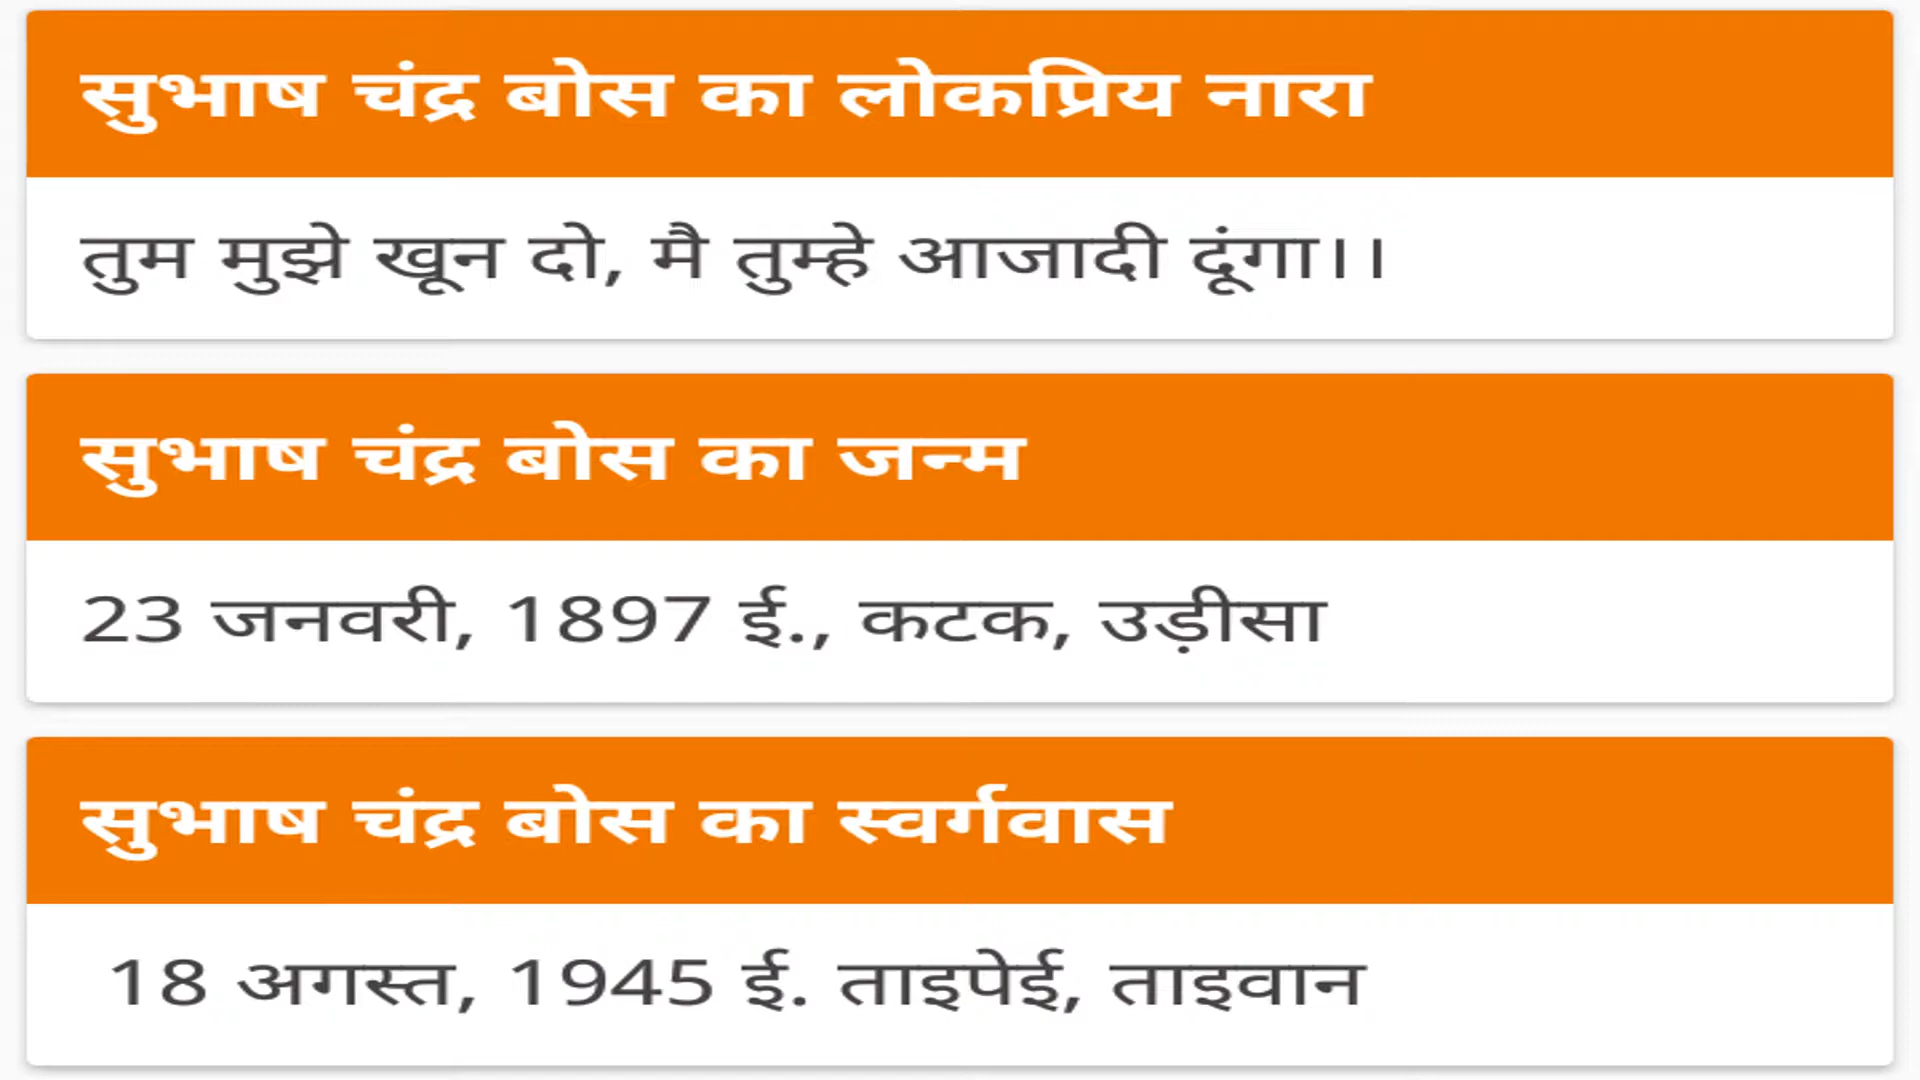 सुभाष चंद्र बोस का लोकप्रिय नारा
तुम मुझे खून दो, मै तुम्हे आजादी दूंगा।।
सुभाष चंद्र बोस का जन्म
23 जनवरी, 1897 ई., कटक, उड़ीसा
सुभाष चंद्र बोस का स्वर्गवास
18 अगस्त, 1945 ई. ताइपेई, ताइवान